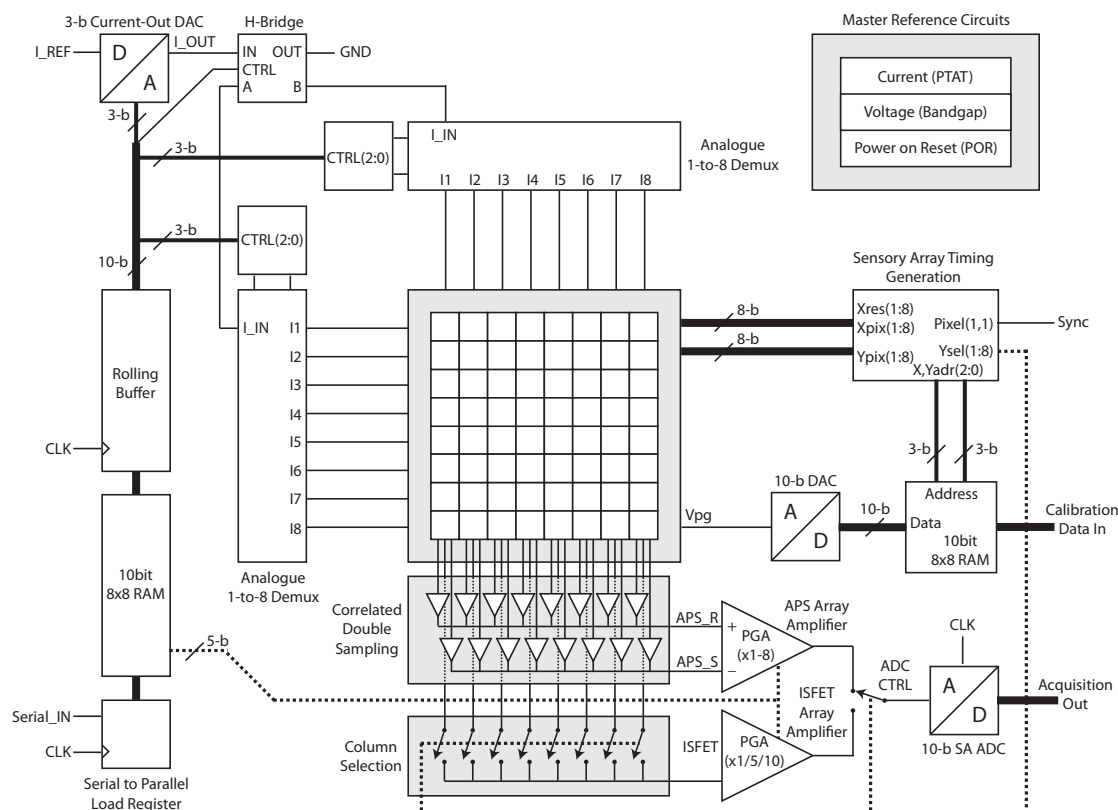 3-b Current-Out DAC
I_REF
D
A
I_OUT
H-Bridge
IN OUT
CTRL
A B
GND
Master Reference Circuits
Current (PTAT)
Voltage (Bandgap)
Power on Reset (POR)
3-b
3-b
CTRL(2:0)
I_IN
I1 I2 I3 I4 I5 I6 I7 I8
Analogue
1-to-8 Demux
3-b
CTRL(2:0)
10-b
Rolling
Buffer
CLK
I_IN
I1
I2
I3
I4
I5
I6
I7
I8
Analogue
1-to-8 Demux
Sensory Array Timing
Generation
8-b
8-b
Xres(1:8)
Xpix(1:8)
Ypix(1:8)
Pixel(1,1)
Ysel(1:8)
X,Yadr(2:0)
Sync
3-b
3-b
10-b DAC
Vpg
A
D
10-b
Address
Data
10bit
8x8 RAM
Calibration
Data In
10bit
8x8 RAM
5-b
Serial_IN
CLK
Serial to Parallel
Load Register
Correlated
Double
Sampling
APS_R
APS_S
+
–
PGA
(x1-8)
APS Array
Amplifier
Column
Selection
ISFET
PGA
(x1/5/10)
ISFET
Array
Amplifier
ADC
CTRL
CLK
A
D
10-b SA ADC
Acquisition
Out